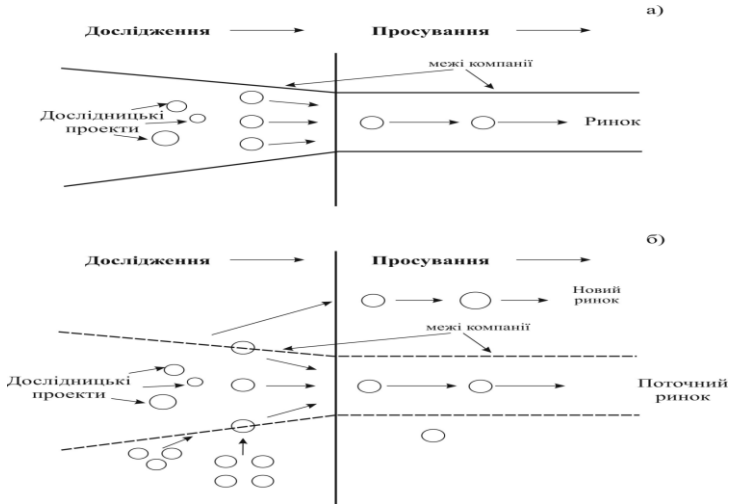 а)
Дослідження
Просування
межі компанії
Дослідницькі
проекти
Ринок
б)
Дослідження
Просування
Новий
ринок
межі компанії
Дослідницькі
проекти
Поточний
ринок